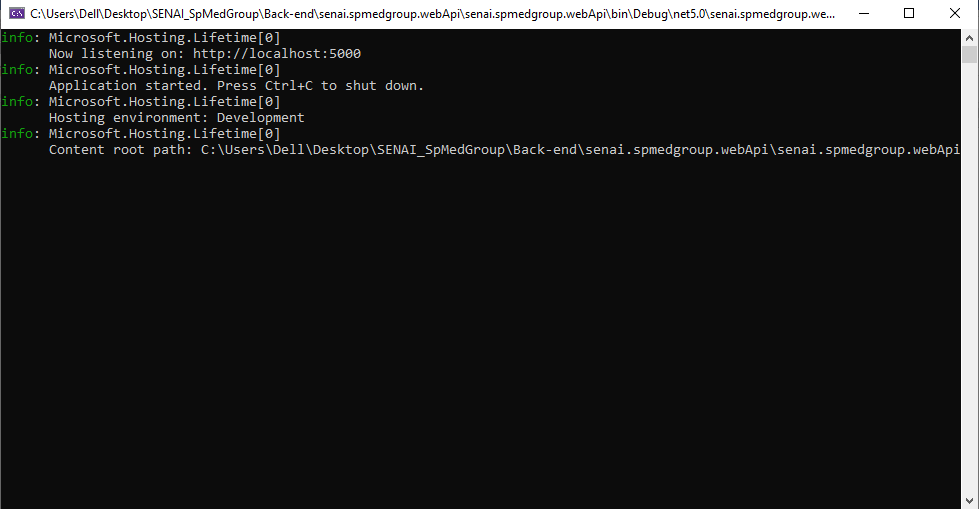 C:\Users\Dell\Desktop\SENAI_SpMedGroup\Back-end\senai.spmedgroup.webApi\senai.spmedgroup.webApi\bin\Debug\net5.0\senai.spmedgroup.we...
info: Microsoft.Hosting.Lifetime[0]
Now listening on: http://localhost:5000
info: Microsoft.Hosting.Lifetime[0]
Application started. Press Ctrl+C to shut down.
info: Microsoft.Hosting.Lifetime[0]
Hosting environment: Development
info: Microsoft.Hosting.Lifetime[0]
Content root path: C:\Users\Dell\Desktop\SENAI_SpMedGroup\Back-end\senai.spmedgroup.webApi\senai.spmedgroup.webApi